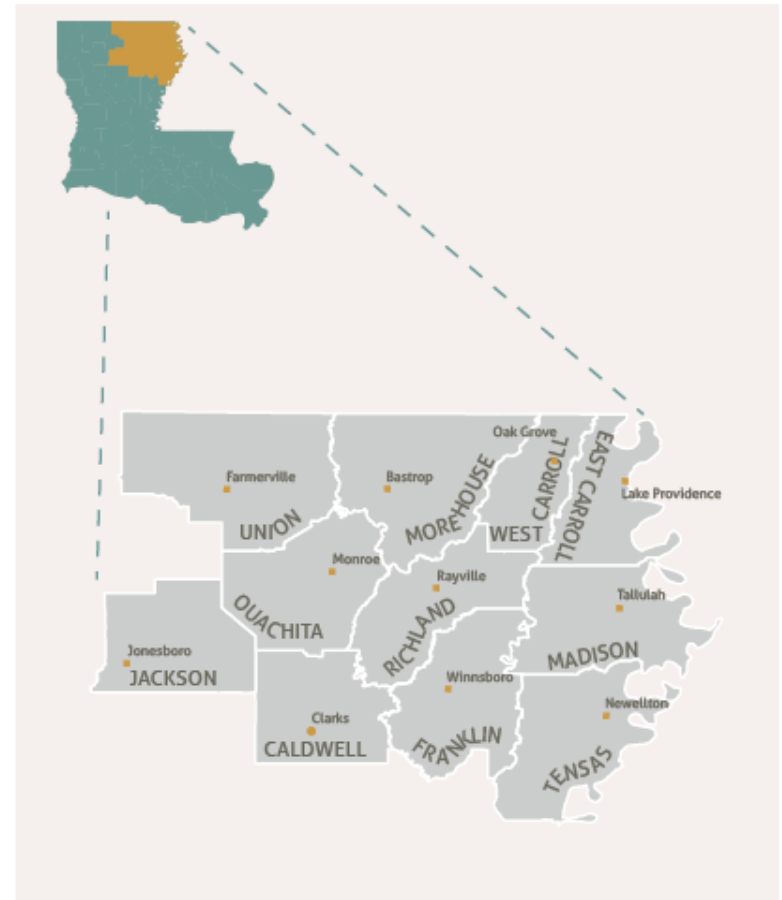 Oak Grove
Farmerville
Bastrop
Lake Providence
UNION
MOREHOUSE
WEST CARROLL
EAST CARROLL
Monroe
Rayville
Tallulah
OUACHITA
RICHLAND
MADISON
Jonesboro
JACKSON
Winnsboro
Newellton
Clarks
CALDWELL
FRANKLIN
TENSAS